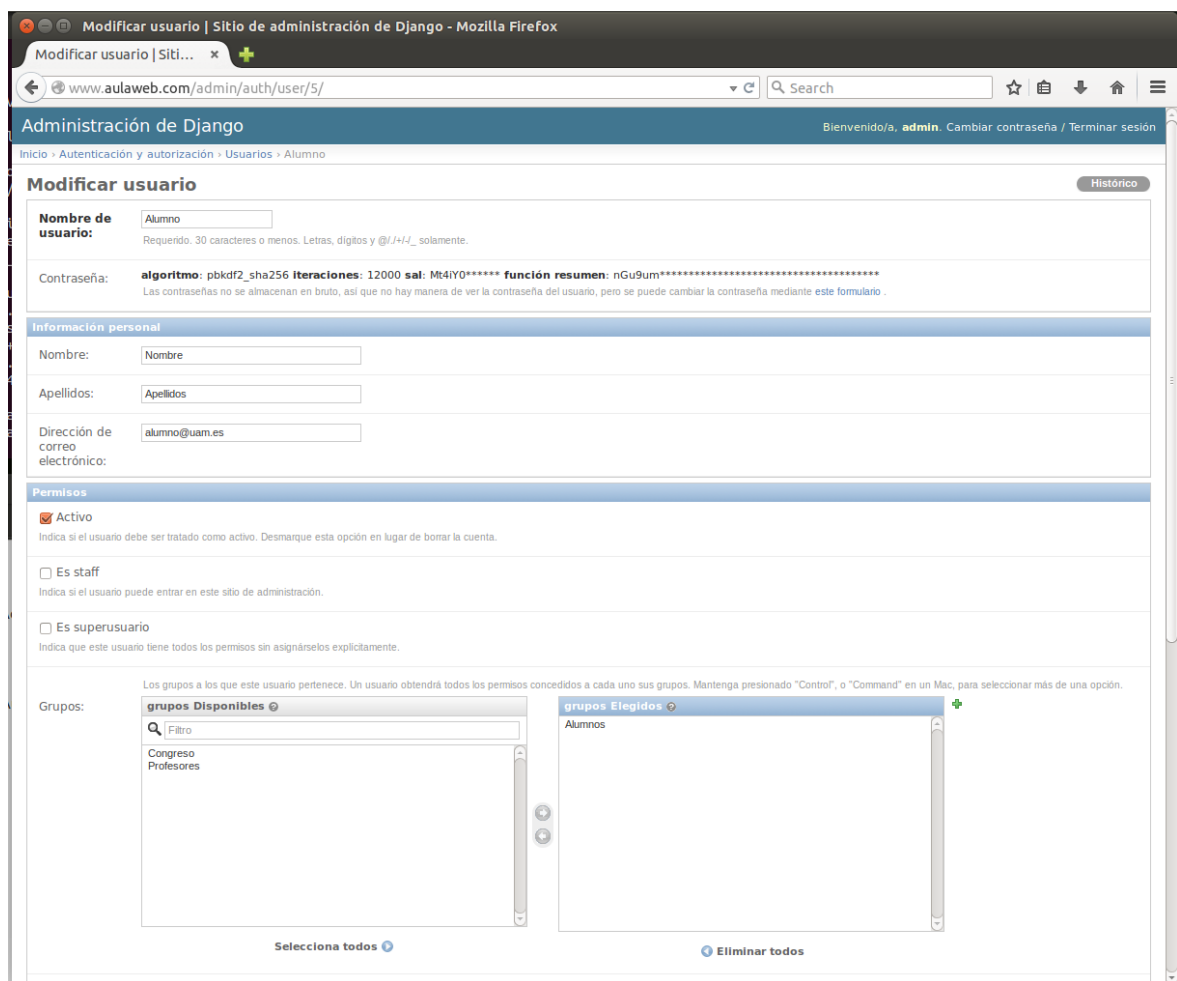 Modificar usuario | Sitio de administración de Django - Mozilla Firefox
Modificar usuario | Siti...
www.aulaweb.com/admin/auth/user/5/
Search
Administración de Django
Bienvenido/a, admin. Cambiar contraseña / Terminar sesión
Inicio › Autenticación y autorización › Usuarios › Alumno
Modificar usuario
Histórico
Nombre de
usuario:
Alumno
Requerido. 30 caracteres o menos. Letras, dígitos y @/./+/-/_ solamente.
Contraseña:
algoritmo: pbkdf2_sha256 iteraciones: 12000 sal: Mt4iY0****** función resumen: nGu9um**************************************
Las contraseñas no se almacenan en bruto, así que no hay manera de ver la contraseña del usuario, pero se puede cambiar la contraseña mediante este formulario .
Información personal
Nombre:
Nombre
Apellidos:
Apellidos
Dirección de
correo
electrónico:
alumno@uam.es
Permisos
Activo
Indica si el usuario debe ser tratado como activo. Desmarque esta opción en lugar de borrar la cuenta.
Es staff
Indica si el usuario puede entrar en este sitio de administración.
Es superusuario
Indica que este usuario tiene todos los permisos sin asignárselos explícitamente.
Los grupos a los que este usuario pertenece. Un usuario obtendrá todos los permisos concedidos a cada uno sus grupos. Mantenga presionado "Control", o "Command" en un Mac, para seleccionar más de una opción.
Grupos:
grupos Disponibles
Filtro
Congreso
Profesores
Selecciona todos
grupos Elegidos
Alumnos
Eliminar todos